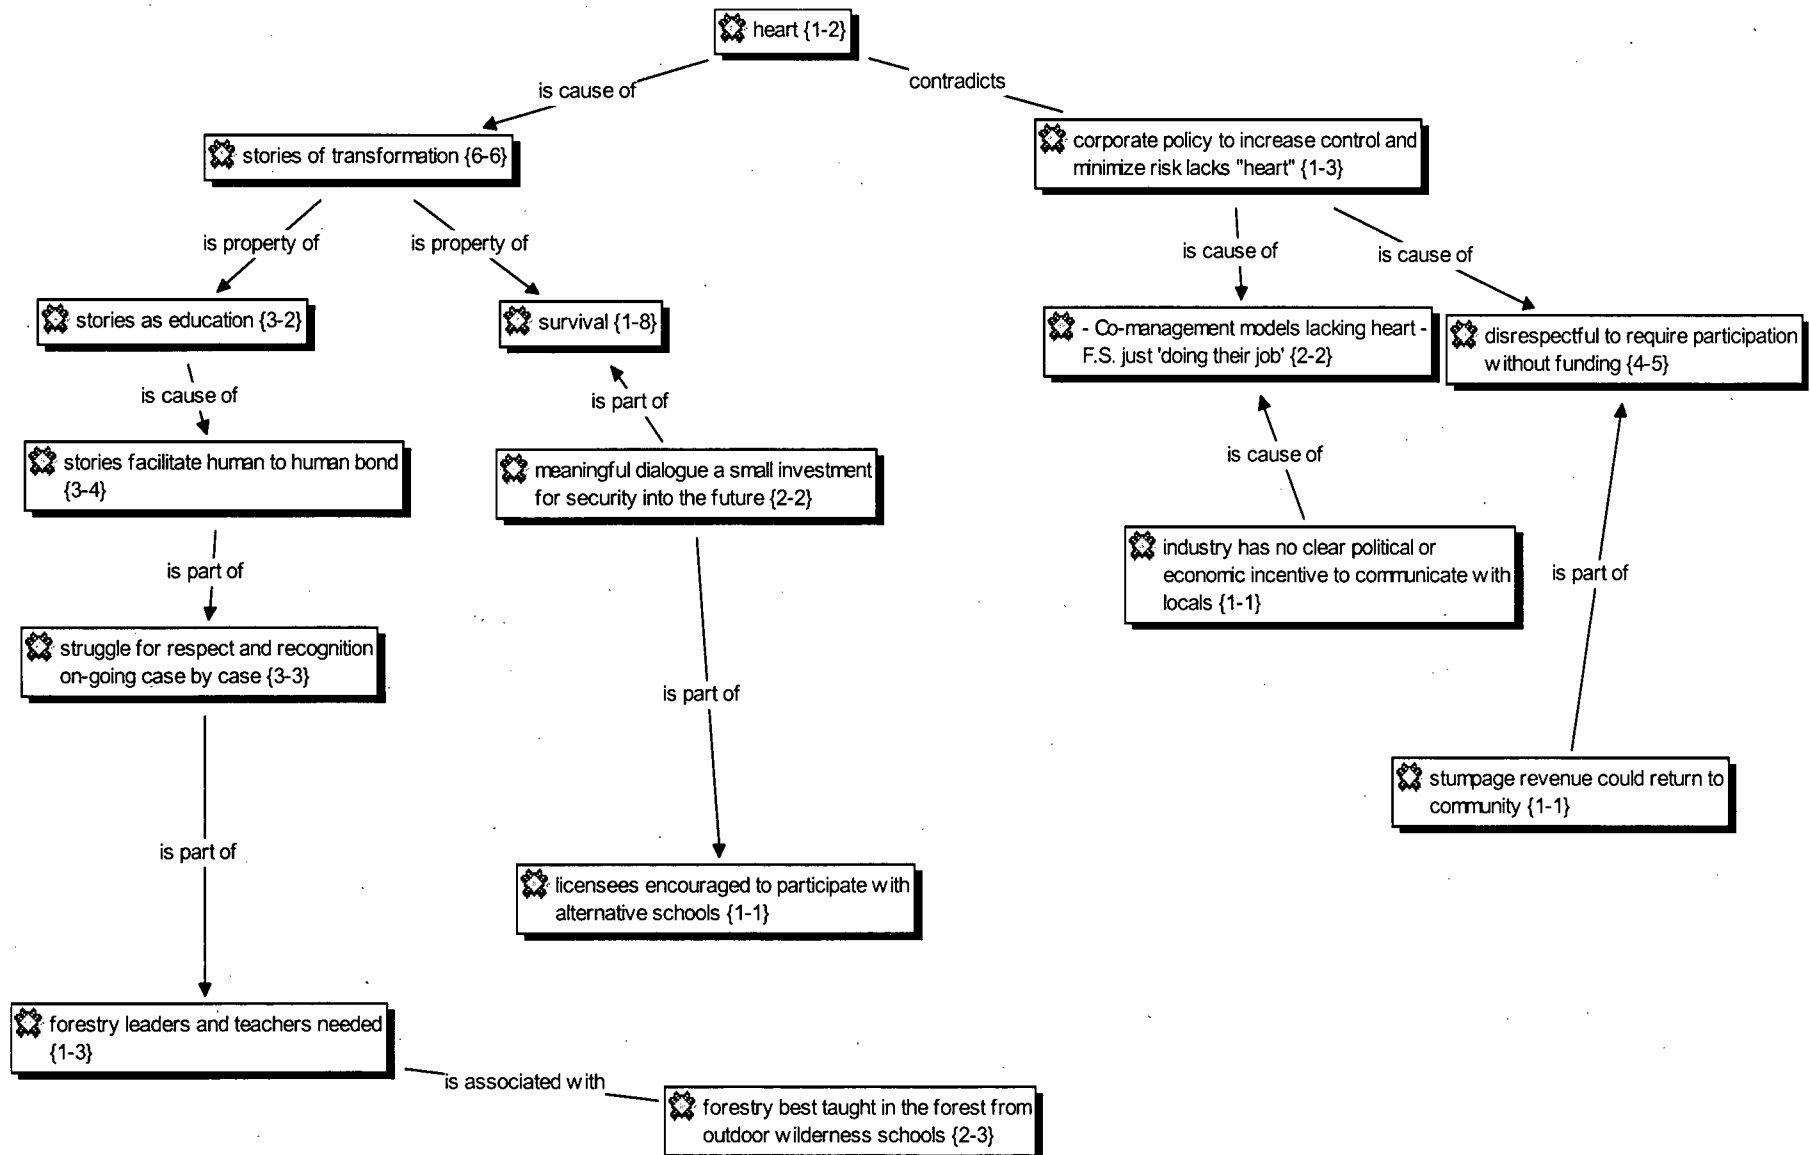 heart {1-2}
is cause of
contradicts
stories of transformation {6-6}
corporate policy to increase control and
minimize risk lacks "heart" {1-3}
is property of
is property of
is cause of
is cause of
stories as education {3-2}
survival {1-8}
- Co-management models lacking heart -
F.S. just 'doing their job' {2-2}
disrespectful to require participation
without funding {4-5}
is cause of
is part of
is cause of
stories facilitate human to human bond
{3-4}
meaningful dialogue a small investment
for security into the future {2-2}
industry has no clear political or
economic incentive to communicate with
locals {1-1}
is part of
is part of
struggle for respect and recognition
on-going case by case {3-3}
is part of
stumpage revenue could return to
community {1-1}
is part of
licensees encouraged to participate with
alternative schools {1-1}
forestry leaders and teachers needed
{1-3}
is associated with
forestry best taught in the forest from
outdoor wilderness schools {2-3}